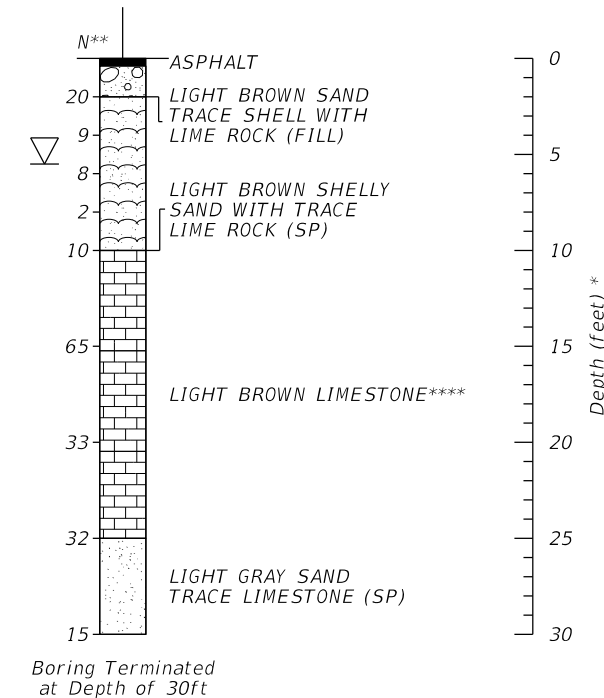 N**
ASPHALT
0
20
LIGHT BROWN SAND
TRACE SHELL WITH
LIME ROCK (FILL)
9
5
8
LIGHT BROWN SHELLY
SAND WITH TRACE
LIME ROCK (SP)
2
10
10
65
15
Depth (feet) *
LIGHT BROWN LIMESTONE****
33
20
32
25
LIGHT GRAY SAND
TRACE LIMESTONE (SP)
15
30
Boring Terminated
at Depth of 30ft